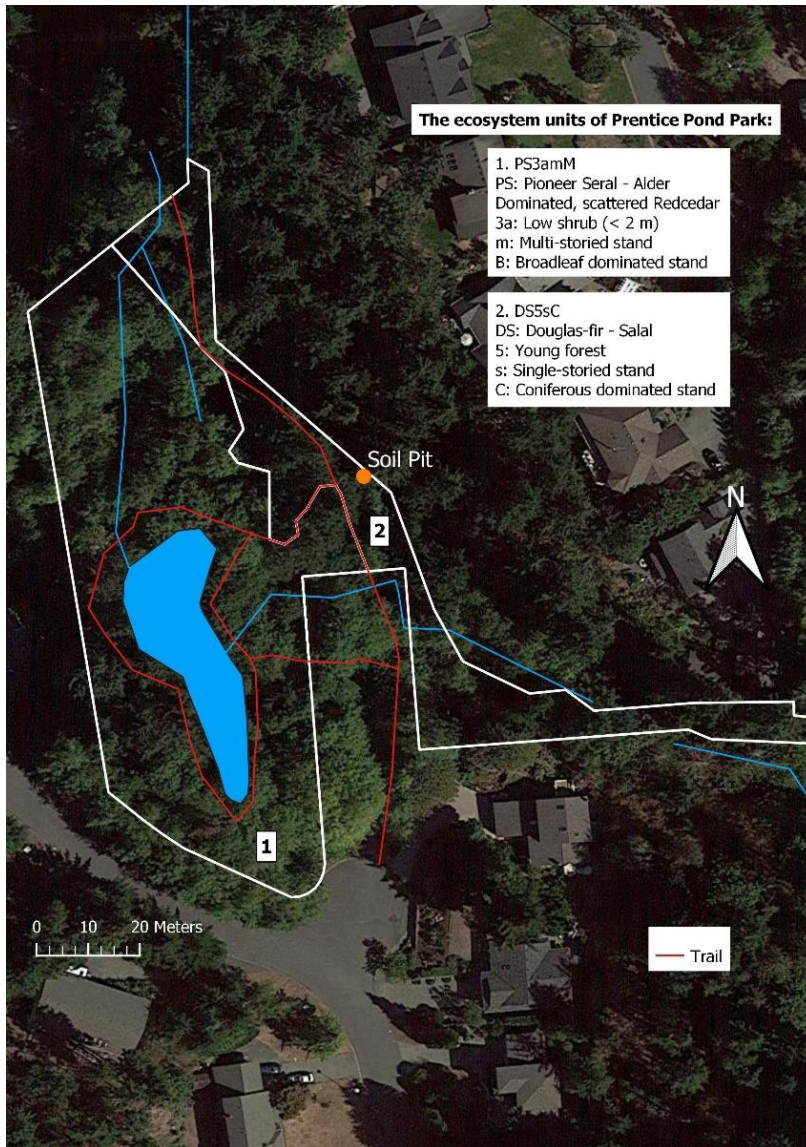 The ecosystem units of Prentice Pond Park:
1. PS3amM
PS: Pioneer Seral - Alder
Dominated, scattered Redcedar
3a: Low shrub (< 2 m)
m: Multi-storied stand
B: Broadleaf dominated stand
2. DS5sC
DS: Douglas-fir - Salal
5: Young forest
s: Single-storied stand
C: Coniferous dominated stand
Soil Pit
2
N
1
0 10 20 Meters
Trail